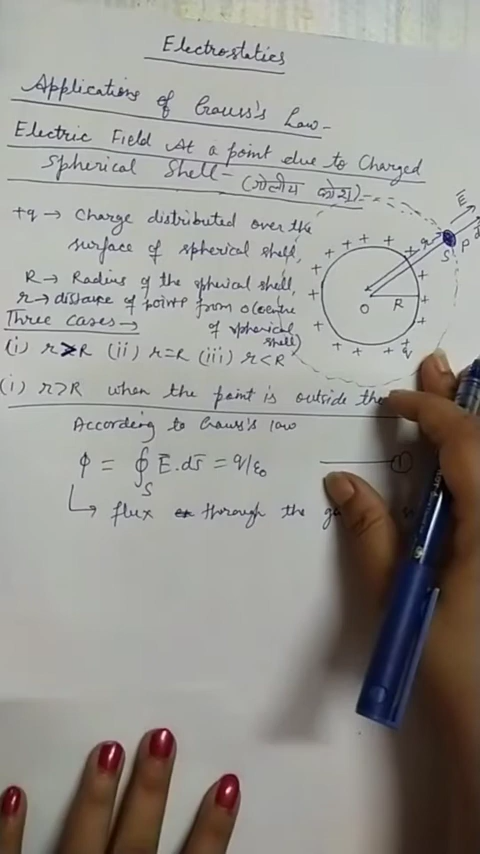 Electrostatics
Applications of Gauss's Law-
Electric Field At a point due to Charged
Spherical Shell- (गोलीय कोश)-
+q → Charge distributed over the
surface of spherical shell,
R → Radius of the spherical shell,
r → distance of points from O(centre
of spherical
shell)
Three cases →
(i) r>R (ii) r=R (iii) r<R
(i) r>R when the point is outside the
According to Gauss's law
φ = ∮ E̅.ds̅ = q/ε₀ ①
S
↳ flux through the
E
S P
r
O R
q